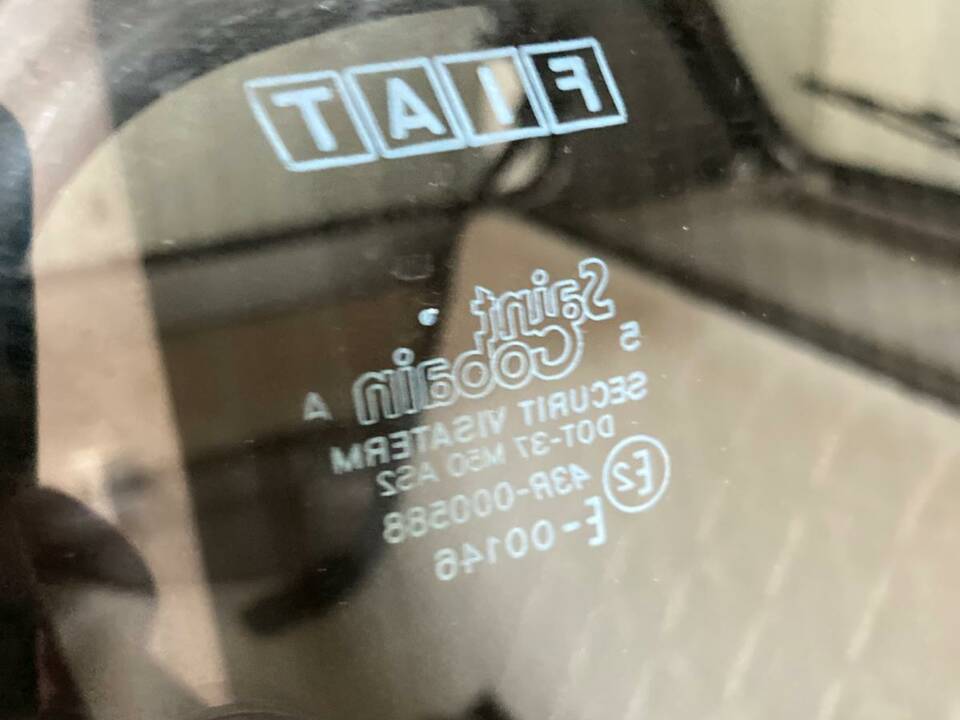 FIAT
Saint
Gobain
5 A
SECURIT VISATERM
DOT-37 M50 AS2
E2 43R-000588
E-00146